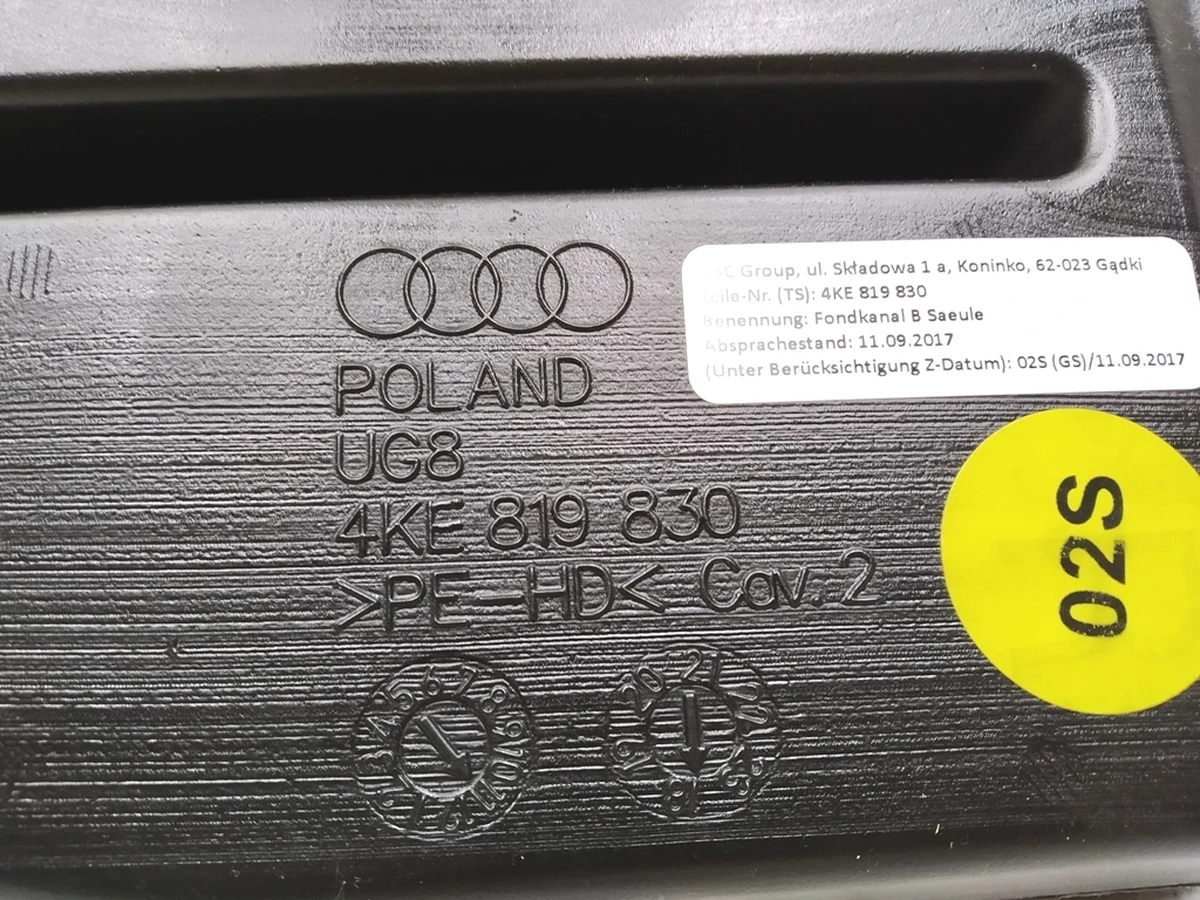 Group, ul. Składowa 1 a, Koninko, 62-023 Gądki
(TS): 4KE 819 830
Benennung: Fondkanal B Saeule
Absprachestand: 11.09.2017
(Unter Berücksichtigung Z-Datum): 02S (GS)/11.09.2017
POLAND
UG8
4KE 819 830
>PE-HD< Cav.2
02S